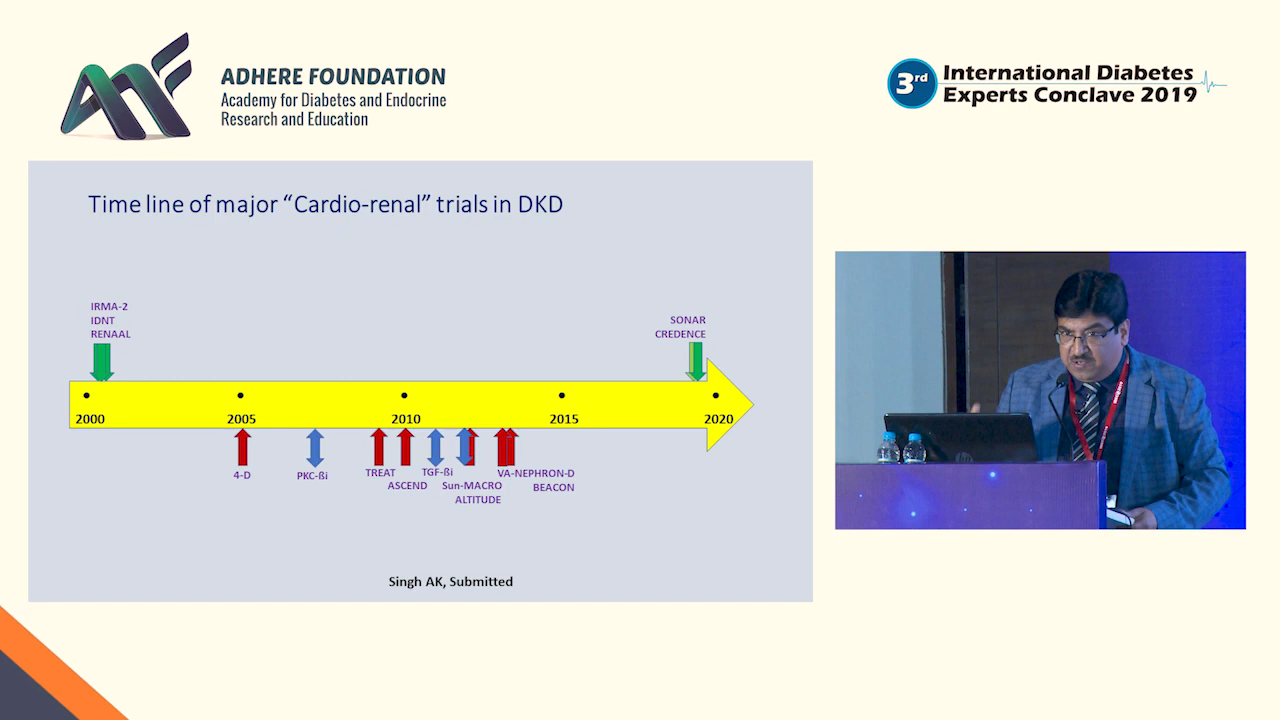 ADHERE FOUNDATION
Academy for Diabetes and Endocrine
Research and Education
3rd
International Diabetes
Experts Conclave 2019
Time line of major “Cardio-renal” trials in DKD
IRMA-2
IDNT
RENAAL
SONAR
CREDENCE
2000
2005
2010
2015
2020
4-D
PKC-ßi
TREAT
ASCEND
TGF-ßi
Sun-MACRO
ALTITUDE
VA-NEPHRON-D
BEACON
Singh AK, Submitted
hp